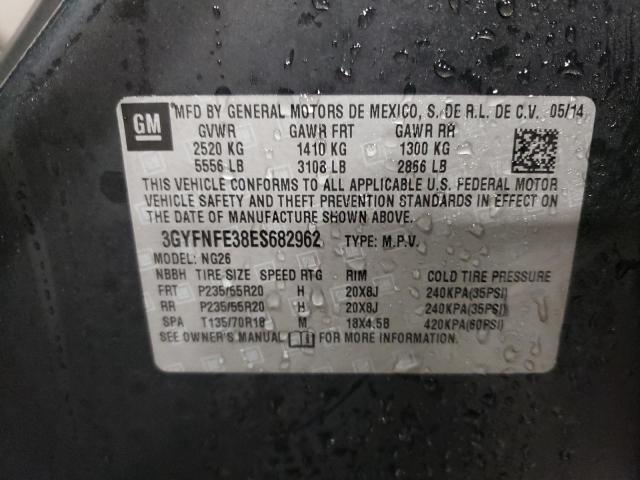 GM
MFD BY GENERAL MOTORS DE MEXICO, S. DE R.L. DE C.V. 05/14
GVWR GAWR FRT GAWR RR
2520 KG 1410 KG 1300 KG
5556 LB 3108 LB 2866 LB
THIS VEHICLE CONFORMS TO ALL APPLICABLE U.S. FEDERAL MOTOR
VEHICLE SAFETY AND THEFT PREVENTION STANDARDS IN EFFECT ON
THE DATE OF MANUFACTURE SHOWN ABOVE.
3GYFNFE38ES682962 TYPE: M.P.V.
MODEL: NG26
NBBH TIRE SIZE SPEED RTG RIM COLD TIRE PRESSURE
FRT P235/55R20 H 20X8J 240KPA(35PSI)
RR P235/55R20 H 20X8J 240KPA(35PSI)
SPA T135/70R18 M 18X4.5B 420KPA(60PSI)
SEE OWNER'S MANUAL FOR MORE INFORMATION.